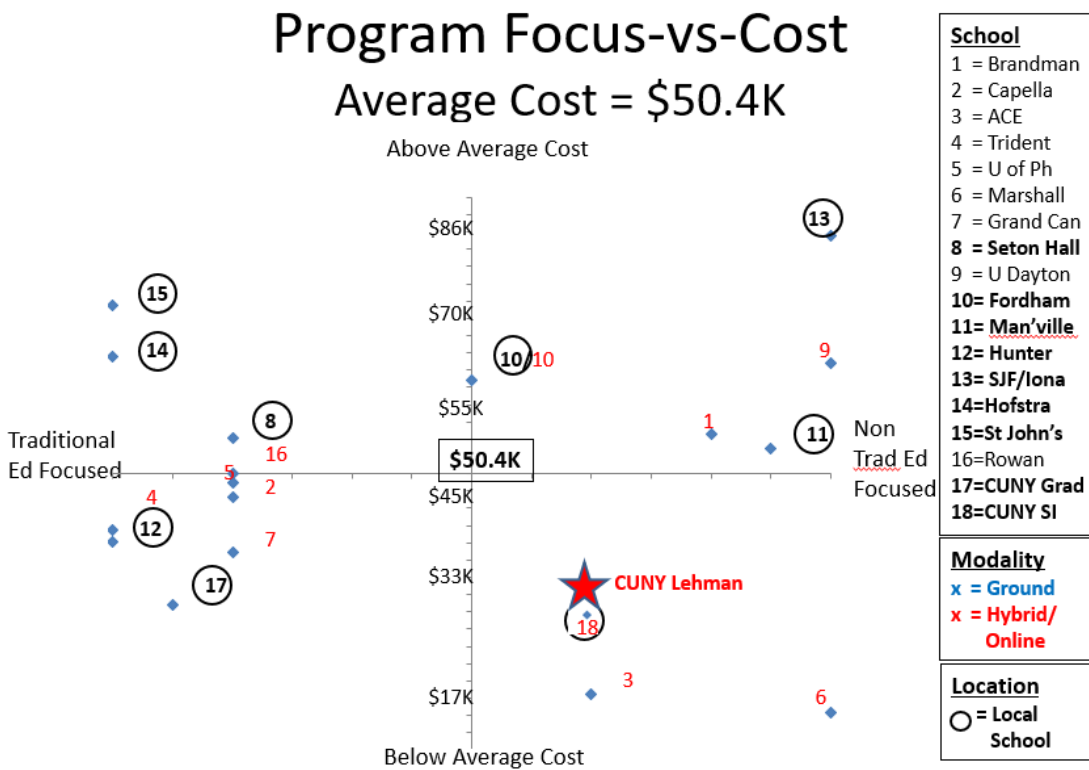 Program Focus-vs-Cost
Average Cost = $50.4K
Above Average Cost
$86K
13
15
$70K
14
10/10
9
$55K
8
1
11
Traditional
Ed Focused
16
$50.4K
Non
Trad Ed
Focused
5
2
$45K
4
12
7
17
$33K
CUNY Lehman
18
3
$17K
6
Below Average Cost
School
1 = Brandman
2 = Capella
3 = ACE
4 = Trident
5 = U of Ph
6 = Marshall
7 = Grand Can
8 = Seton Hall
9 = U Dayton
10= Fordham
11= Man'ville
12= Hunter
13= SJF/Iona
14=Hofstra
15=St John's
16=Rowan
17=CUNY Grad
18=CUNY SI
Modality
x = Ground
x = Hybrid/
Online
Location
= Local
School